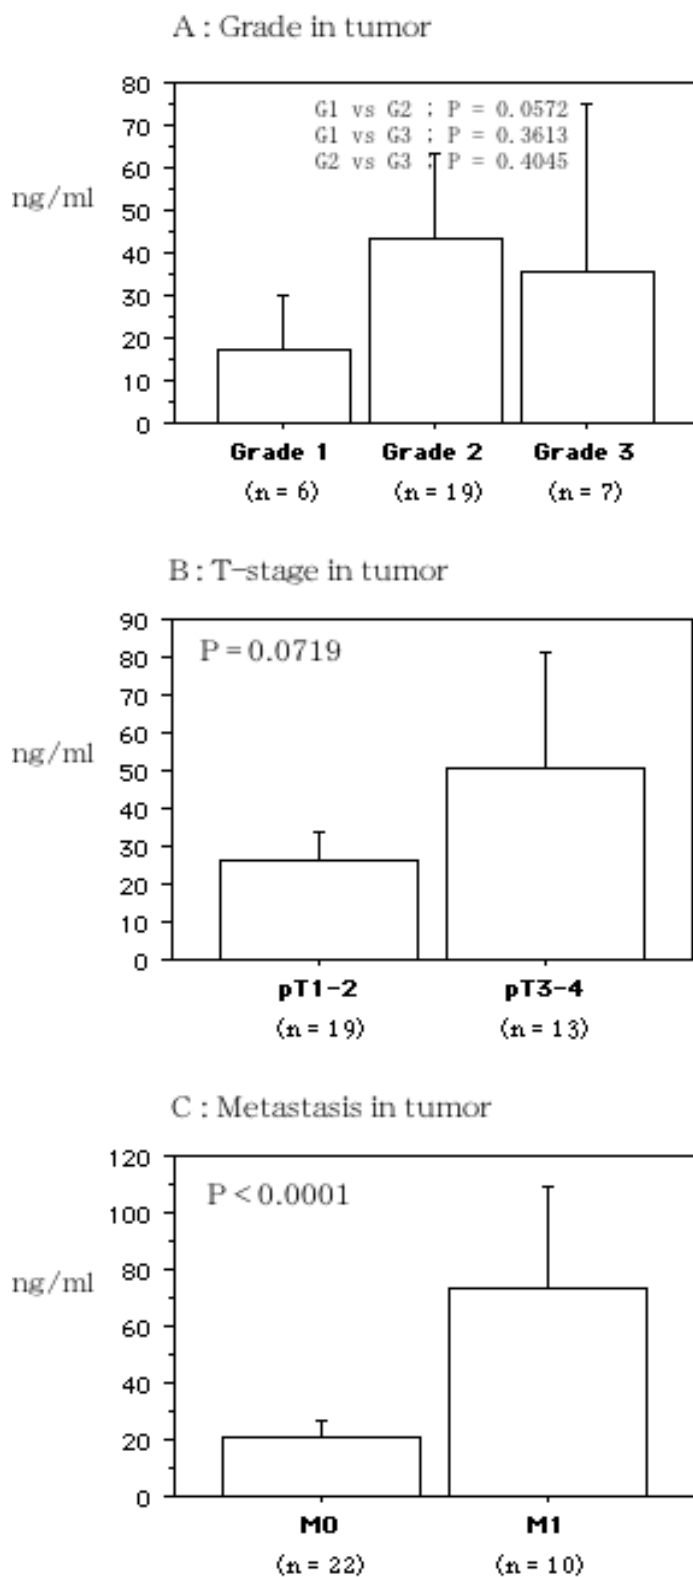 A : Grade in tumor
80
70
60
50
40
30
20
10
0
ng/ml
G1 vs G2 ; P = 0.0572
G1 vs G3 ; P = 0.3613
G2 vs G3 ; P = 0.4045
Grade 1 Grade 2 Grade 3
(n = 6) (n = 19) (n = 7)
B : T-stage in tumor
90
80
70
60
50
40
30
20
10
0
ng/ml
P = 0.0719
pT1-2 pT3-4
(n = 19) (n = 13)
C : Metastasis in tumor
120
100
80
60
40
20
0
ng/ml
P < 0.0001
M0 M1
(n = 22) (n = 10)